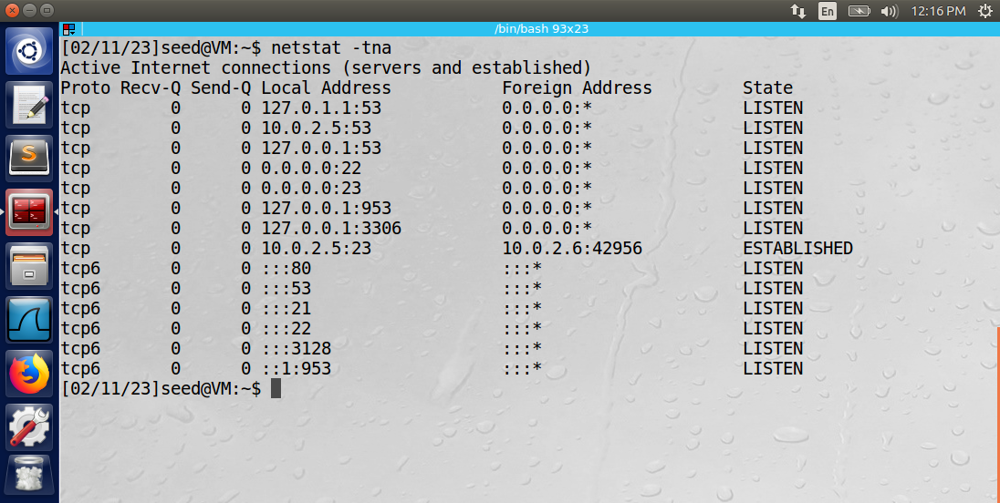 En 12:16 PM
/bin/bash 93x23
[02/11/23]seed@VM:~$ netstat -tna
Active Internet connections (servers and established)
Proto Recv-Q Send-Q Local Address           Foreign Address         State
tcp        0      0 127.0.1.1:53            0.0.0.0:*               LISTEN
tcp        0      0 10.0.2.5:53             0.0.0.0:*               LISTEN
tcp        0      0 127.0.0.1:53            0.0.0.0:*               LISTEN
tcp        0      0 0.0.0.0:22              0.0.0.0:*               LISTEN
tcp        0      0 0.0.0.0:23              0.0.0.0:*               LISTEN
tcp        0      0 127.0.0.1:953           0.0.0.0:*               LISTEN
tcp        0      0 127.0.0.1:3306          0.0.0.0:*               LISTEN
tcp        0      0 10.0.2.5:23             10.0.2.6:42956          ESTABLISHED
tcp6       0      0 :::80                   :::*                    LISTEN
tcp6       0      0 :::53                   :::*                    LISTEN
tcp6       0      0 :::21                   :::*                    LISTEN
tcp6       0      0 :::22                   :::*                    LISTEN
tcp6       0      0 :::3128                 :::*                    LISTEN
tcp6       0      0 ::1:953                 :::*                    LISTEN
[02/11/23]seed@VM:~$